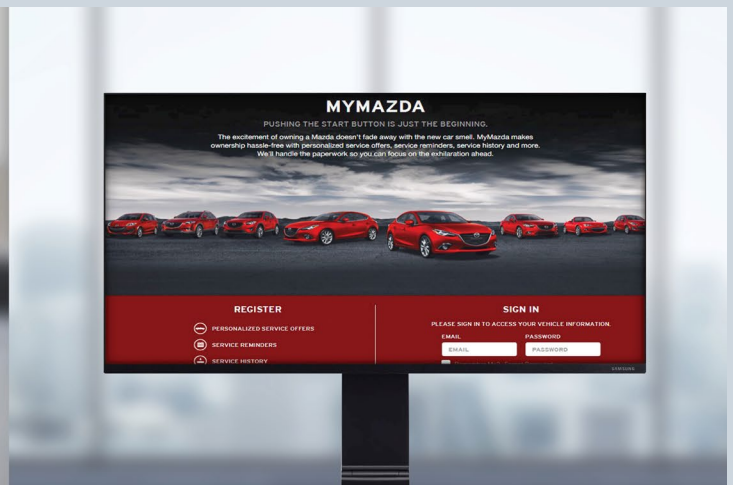 MYMAZDA
PUSHING THE START BUTTON IS JUST THE BEGINNING.
The excitement of owning a Mazda doesn't fade away with the new car smell. MyMazda makes
ownership hassle-free with personalized service offers, service reminders, service history and more.
We'll handle the paperwork so you can focus on the exhilaration ahead.
REGISTER
PERSONALIZED SERVICE OFFERS
SERVICE REMINDERS
SERVICE HISTORY
SIGN IN
PLEASE SIGN IN TO ACCESS YOUR VEHICLE INFORMATION.
EMAIL PASSWORD
EMAIL PASSWORD
SAMSUNG